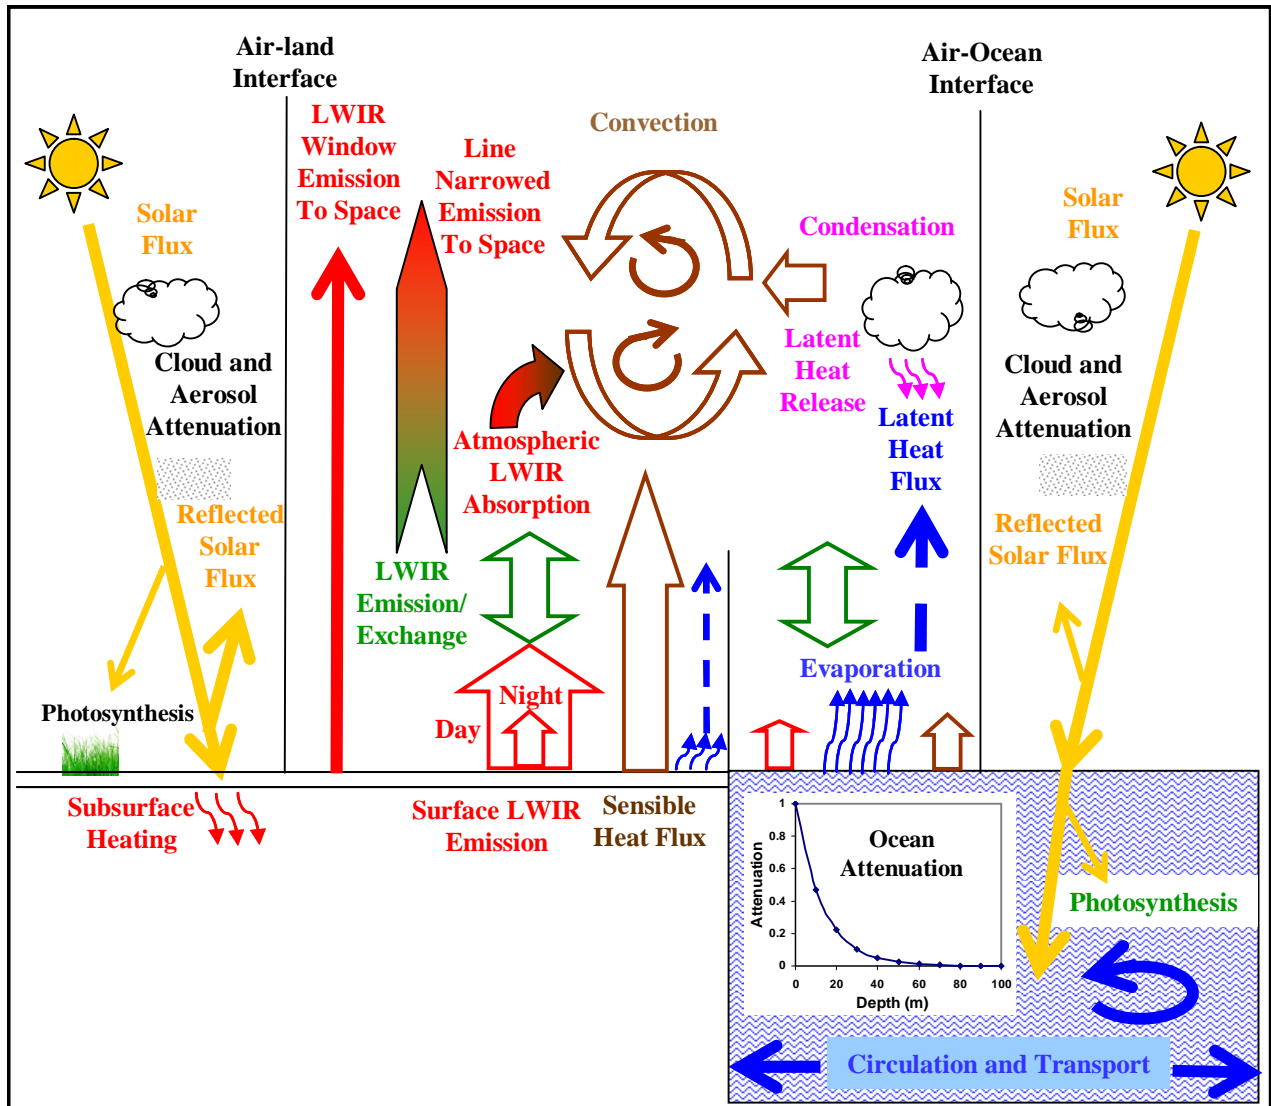 Air-land
Interface
Air-Ocean
Interface
LWIR
Window
Emission
To Space
Line
Narrowed
Emission
To Space
Convection
Solar
Flux
Condensation
Solar
Flux
Cloud and
Aerosol
Attenuation
Latent
Heat
Release
Cloud and
Aerosol
Attenuation
Latent
Heat
Flux
Atmospheric
LWIR
Absorption
Reflected
Solar
Flux
Reflected
Solar Flux
LWIR
Emission/
Exchange
Evaporation
Night
Day
Photosynthesis
Subsurface
Heating
Surface LWIR
Emission
Sensible
Heat Flux
Ocean
Attenuation
Attenuation
1
0.8
0.6
0.4
0.2
0
0 20 40 60 80 100
Depth (m)
Photosynthesis
Circulation and Transport